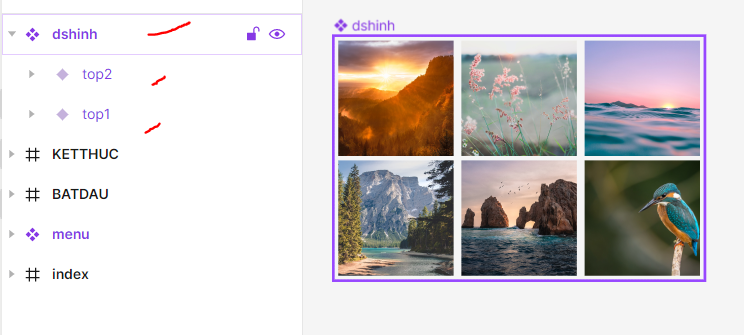 dshinh
top2
top1
KETTHUC
BATDAU
menu
index
dshinh